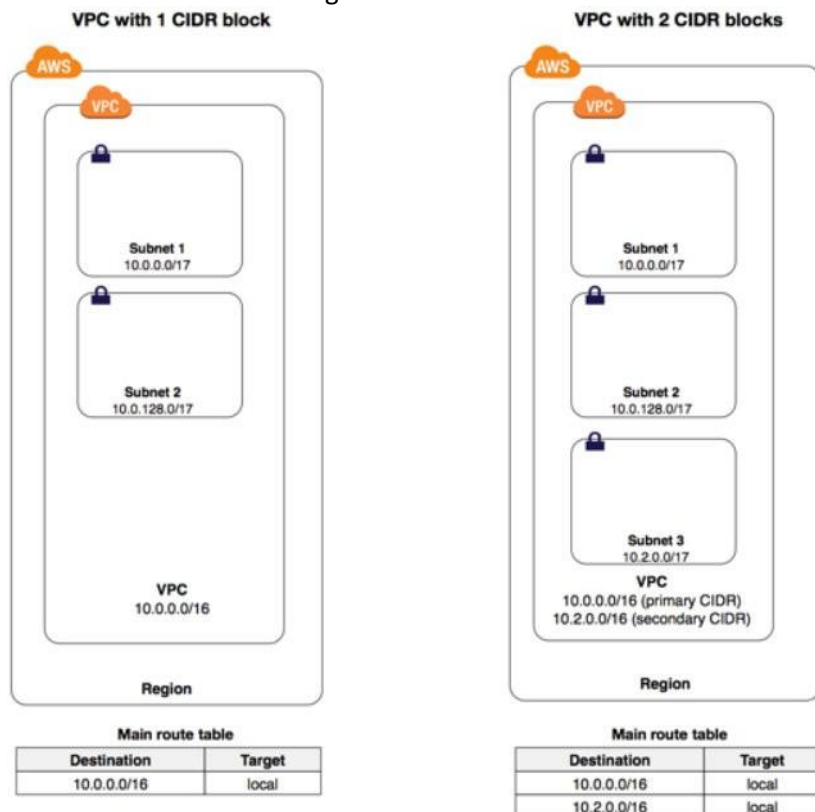 VPC with 1 CIDR block
AWS
VPC
Subnet 1
10.0.0.0/17
Subnet 2
10.0.128.0/17
VPC
10.0.0.0/16
Region
Main route table
Destination Target
10.0.0.0/16 local
VPC with 2 CIDR blocks
AWS
VPC
Subnet 1
10.0.0.0/17
Subnet 2
10.0.128.0/17
Subnet 3
10.2.0.0/17
VPC
10.0.0.0/16 (primary CIDR)
10.2.0.0/16 (secondary CIDR)
Region
Main route table
Destination Target
10.0.0.0/16 local
10.2.0.0/16 local